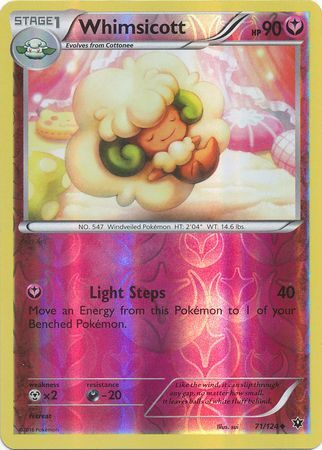 STAGE1
Whimsicott
HP 90
Evolves from Cottonee
NO. 547 Windveiled Pokémon HT: 2'04" WT: 14.6 lbs.
Light Steps 40
Move an Energy from this Pokémon to 1 of your
Benched Pokémon.
weakness
×2
resistance
-20
retreat
Like the wind, it can slip through
any gap, no matter how small.
It leaves balls of white fluff behind.
©2016 Pokémon
Illus. sui
71/124